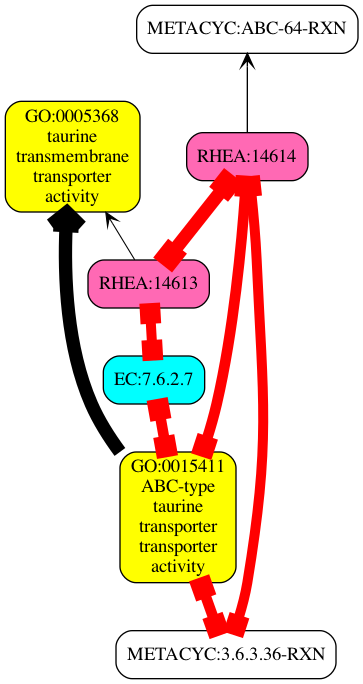 METACYC:ABC-64-RXN
GO:0005368
taurine
transmembrane
transporter
activity
RHEA:14614
RHEA:14613
EC:7.6.2.7
GO:0015411
ABC-type
taurine
transporter
transporter
activity
METACYC:3.6.3.36-RXN